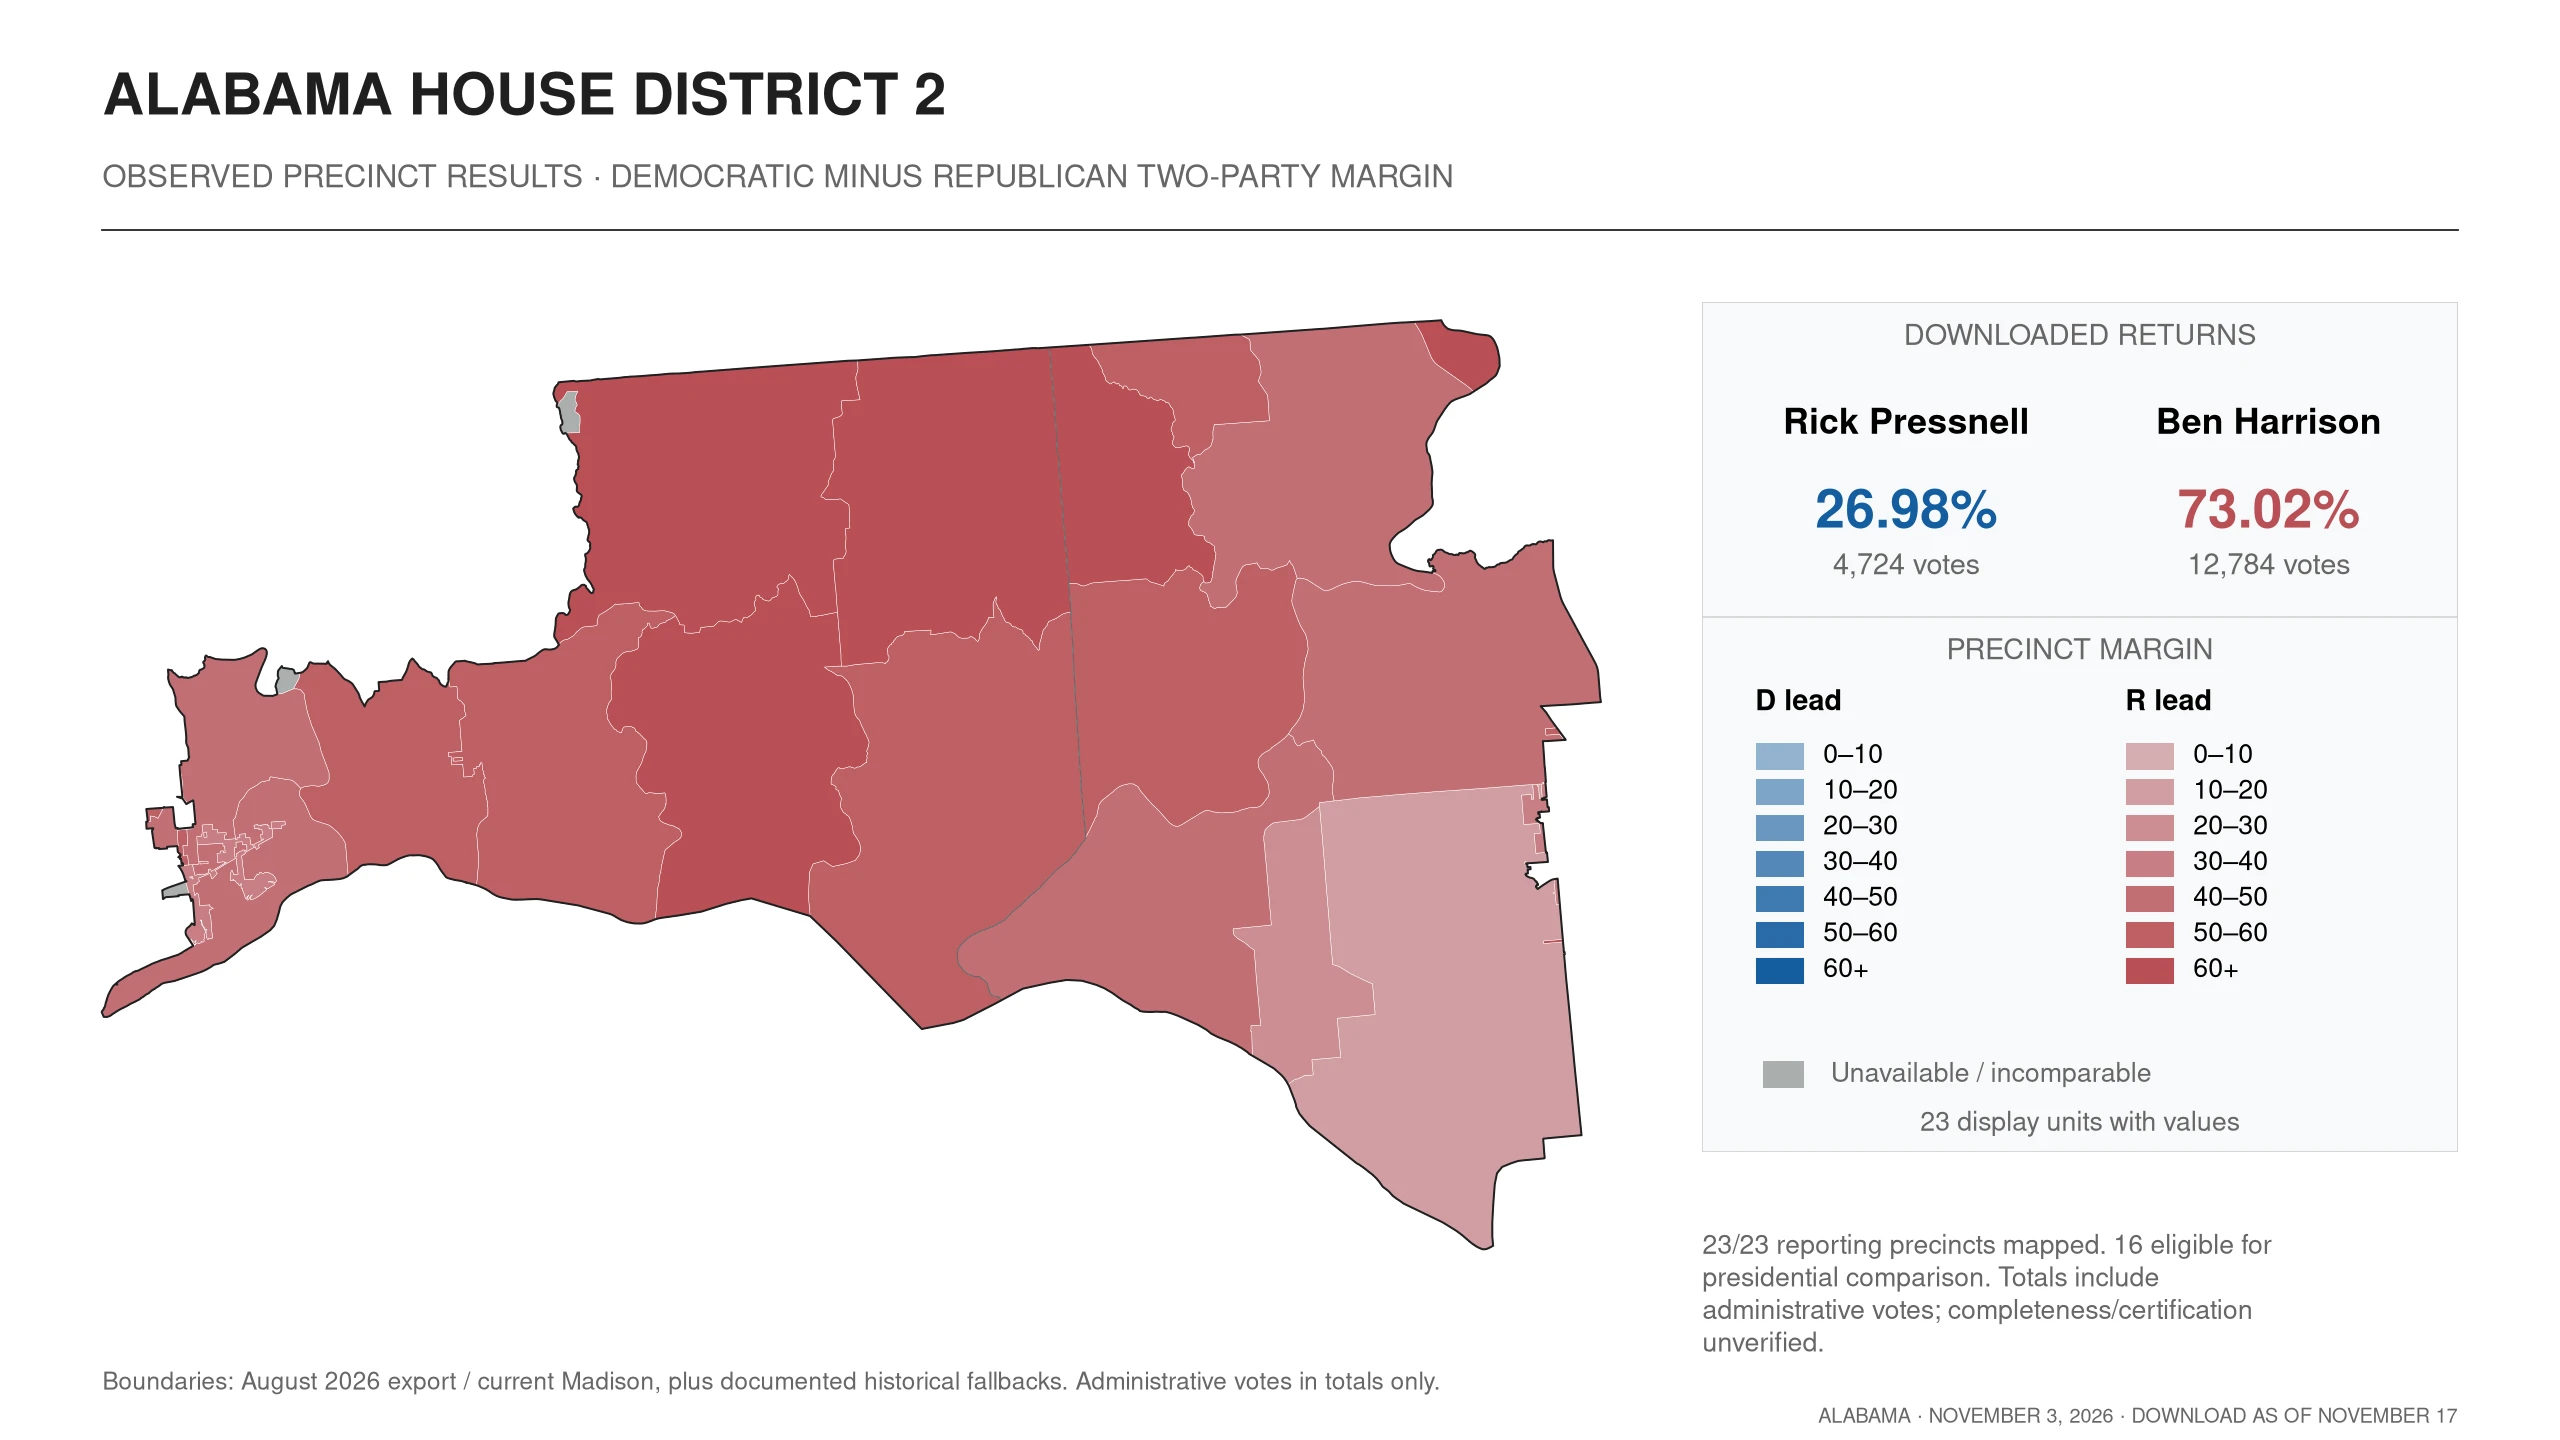 ALABAMA HOUSE DISTRICT 2
OBSERVED PRECINCT RESULTS · DEMOCRATIC MINUS REPUBLICAN TWO-PARTY MARGIN
DOWNLOADED RETURNS
Rick Pressnell Ben Harrison
26.98% 73.02%
4,724 votes 12,784 votes
PRECINCT MARGIN
D lead R lead
0–10 0–10
10–20 10–20
20–30 20–30
30–40 30–40
40–50 40–50
50–60 50–60
60+ 60+
Unavailable / incomparable
23 display units with values
23/23 reporting precincts mapped. 16 eligible for
presidential comparison. Totals include
administrative votes; completeness/certification
unverified.
Boundaries: August 2026 export / current Madison, plus documented historical fallbacks. Administrative votes in totals only.
ALABAMA · NOVEMBER 3, 2026 · DOWNLOAD AS OF NOVEMBER 17